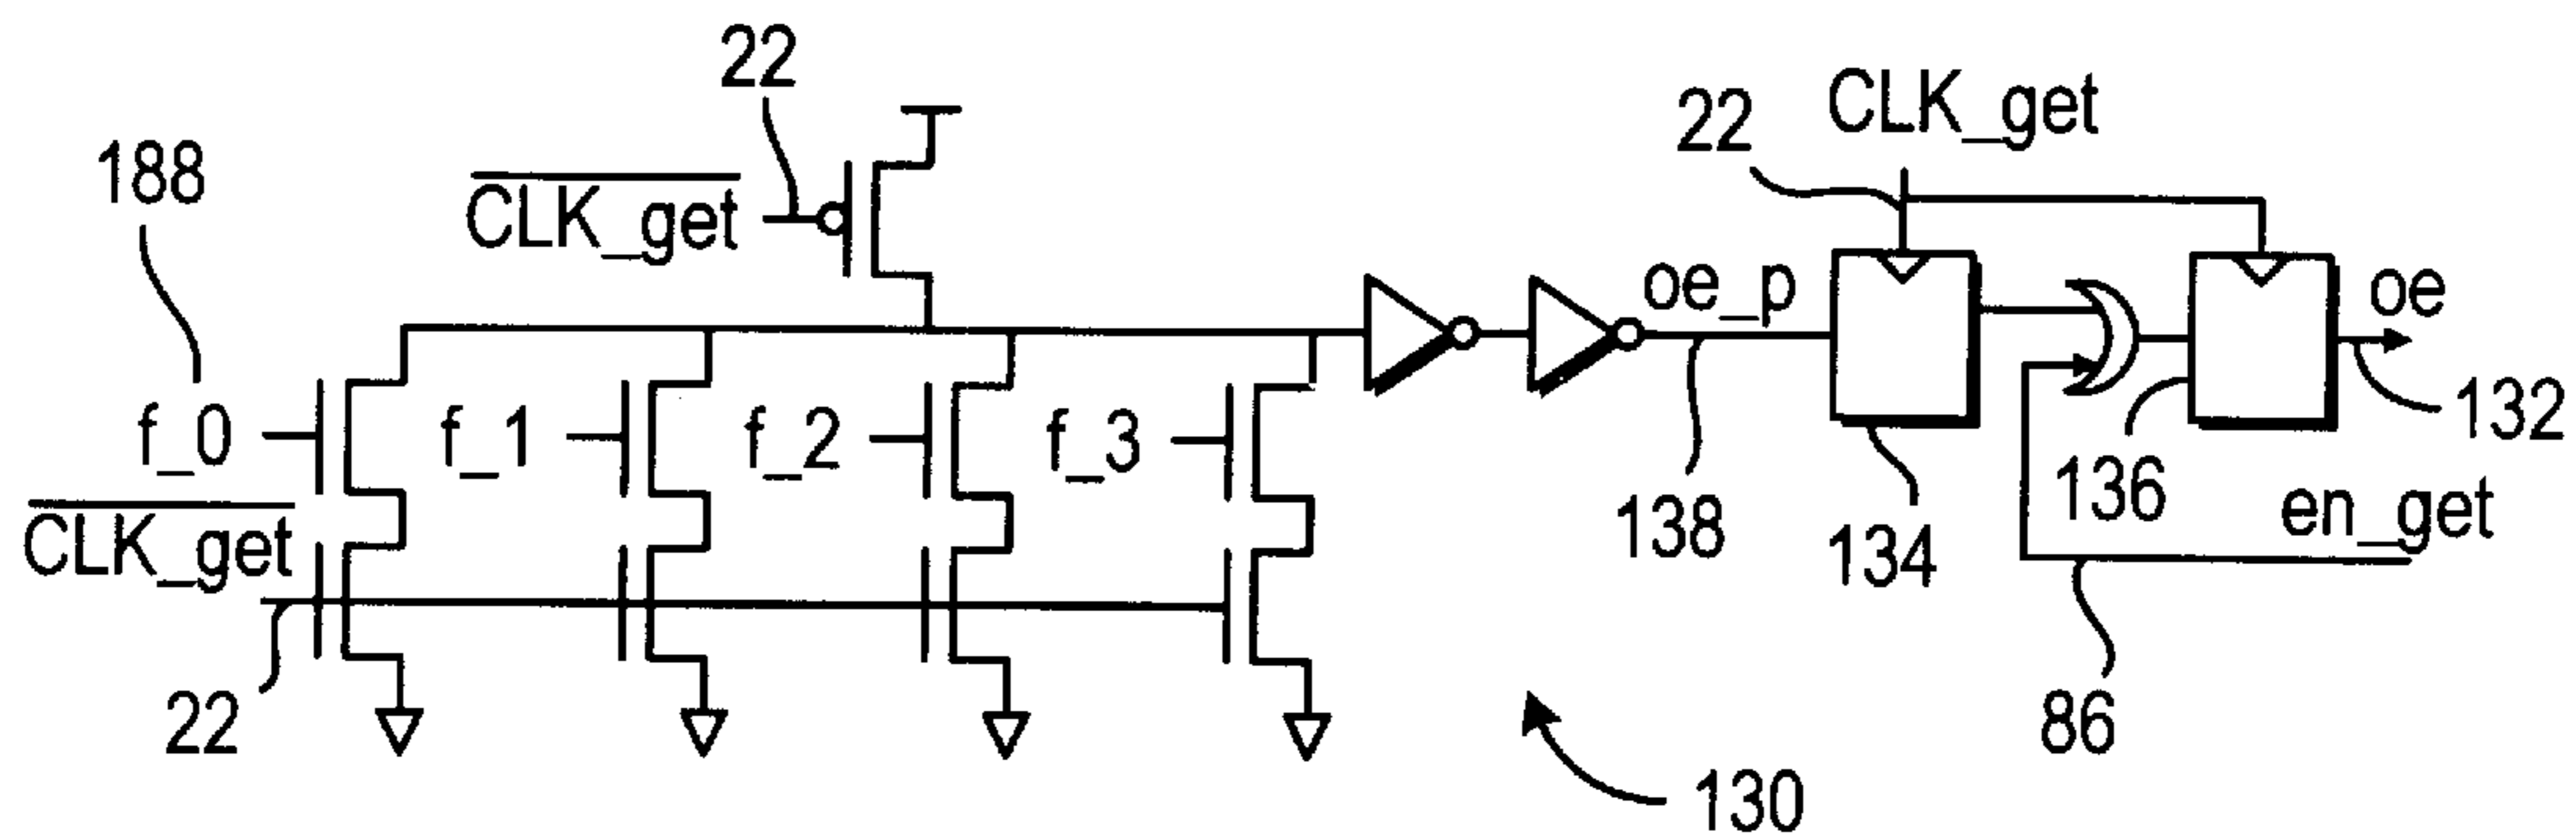 22
188
CLK_get
22
CLK_get
oe_p
oe
f_0
f_1
f_2
f_3
132
CLK_get
138
134
136
en_get
22
86
130